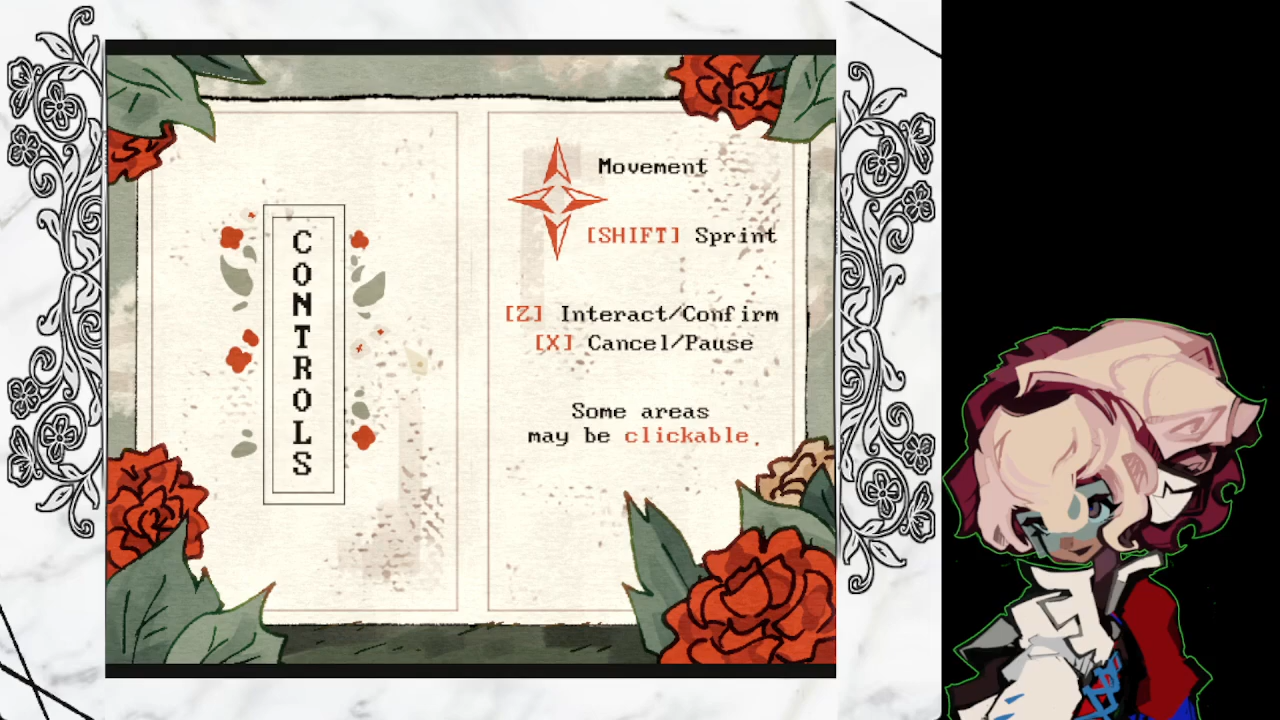 CONTROLS
Movement
[SHIFT] Sprint
[Z] Interact/Confirm
[X] Cancel/Pause
Some areas
may be clickable.